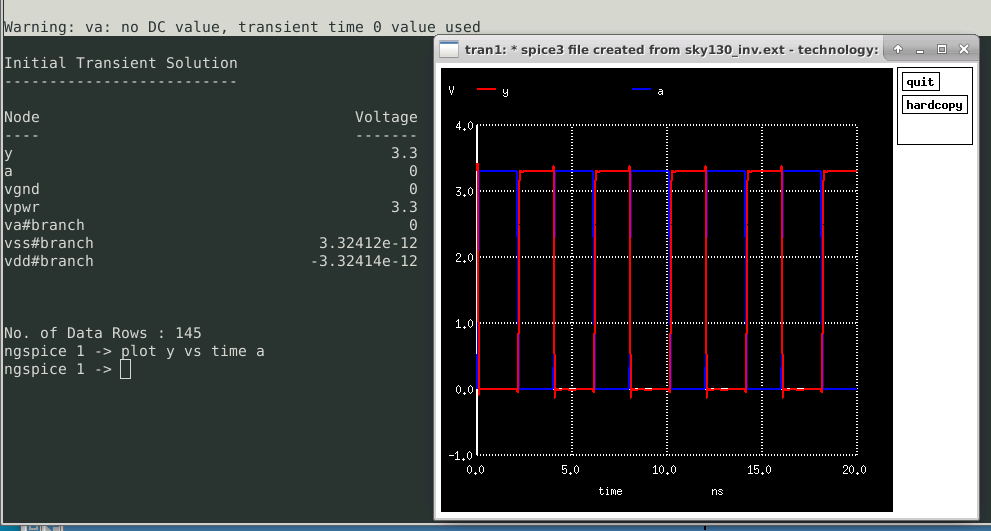 Warning: va: no DC value, transient time 0 value used
Initial Transient Solution
--------------------------
Node Voltage
---- -------
y 3.3
a 0
vgnd 0
vpwr 3.3
va#branch 0
vss#branch 3.32412e-12
vdd#branch -3.32414e-12
No. of Data Rows : 145
ngspice 1 -> plot y vs time a
ngspice 1 ->
tran1: * spice3 file created from sky130_inv.ext - technology:
quit
hardcopy
V y a
4.0
3.0
2.0
1.0
0.0
-1.0
0.0 5.0 10.0 15.0 20.0
time ns